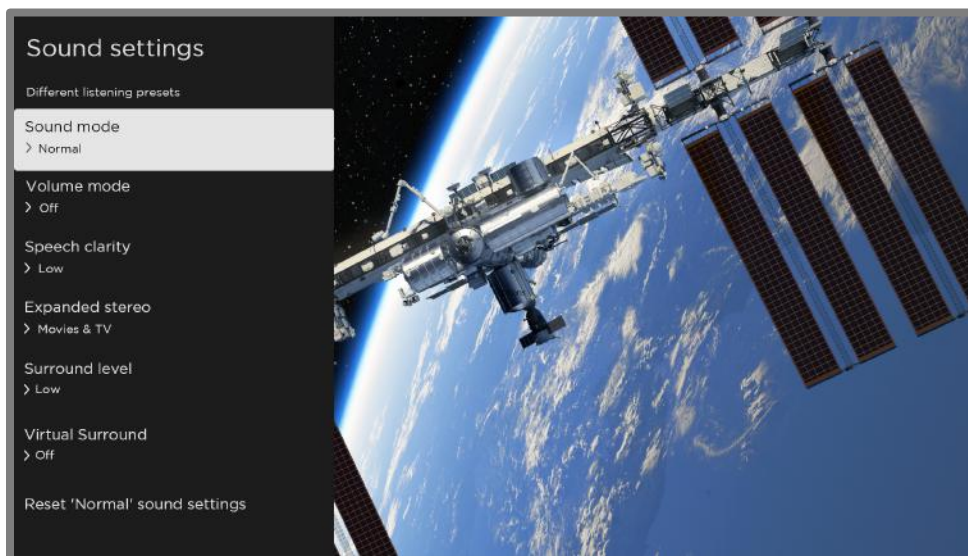 Sound settings
Different listening presets
Sound mode
> Normal
Volume mode
> Off
Speech clarity
> Low
Expanded stereo
> Movies & TV
Surround level
> Low
Virtual Surround
> Off
Reset 'Normal' sound settings